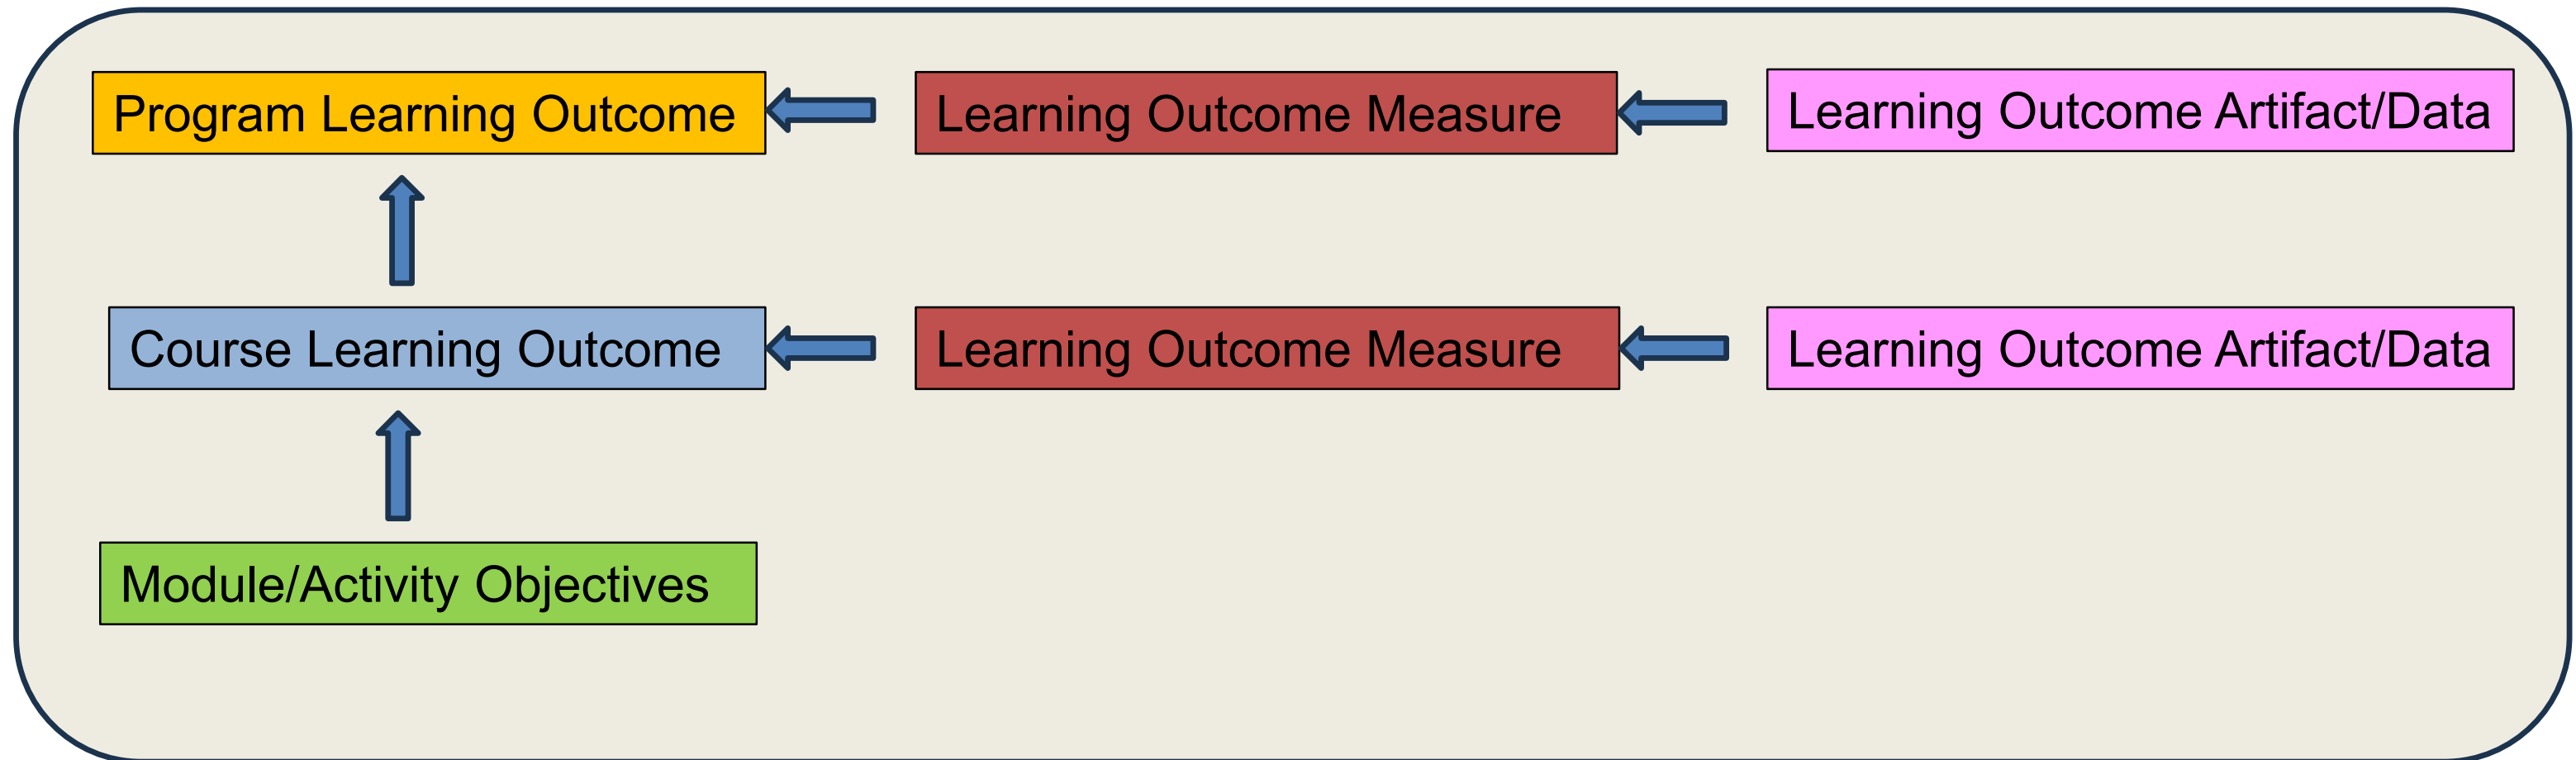 Program Learning Outcome
Learning Outcome Measure
Learning Outcome Artifact/Data
Course Learning Outcome
Learning Outcome Measure
Learning Outcome Artifact/Data
Module/Activity Objectives